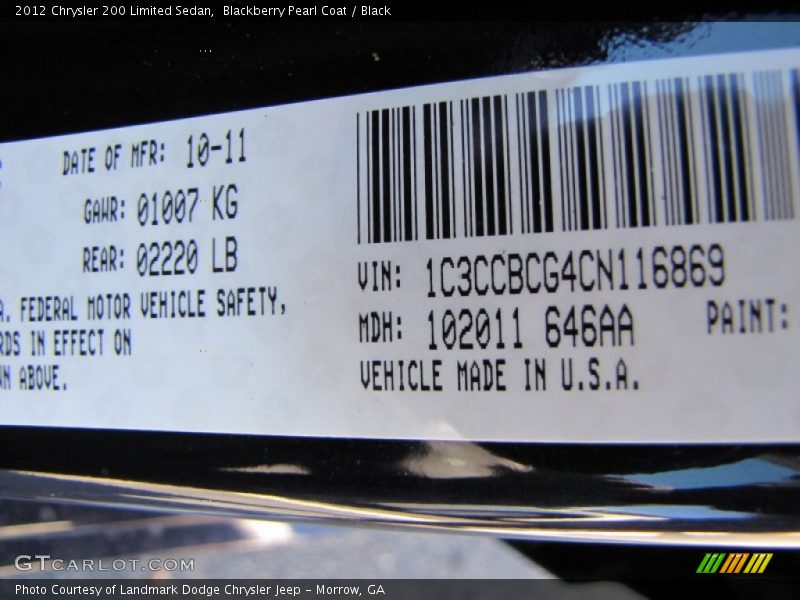 2012 Chrysler 200 Limited Sedan,  Blackberry Pearl Coat / Black
DATE OF MFR: 10-11
GAWR: 01007 KG
REAR: 02220 LB
FEDERAL MOTOR VEHICLE SAFETY,
IN EFFECT ON
ABOVE.
VIN: 1C3CCBCG4CN116869
MDH: 102011 646AA PAINT:
VEHICLE MADE IN U.S.A.
GTCARLOT.COM
Photo Courtesy of Landmark Dodge Chrysler Jeep – Morrow, GA